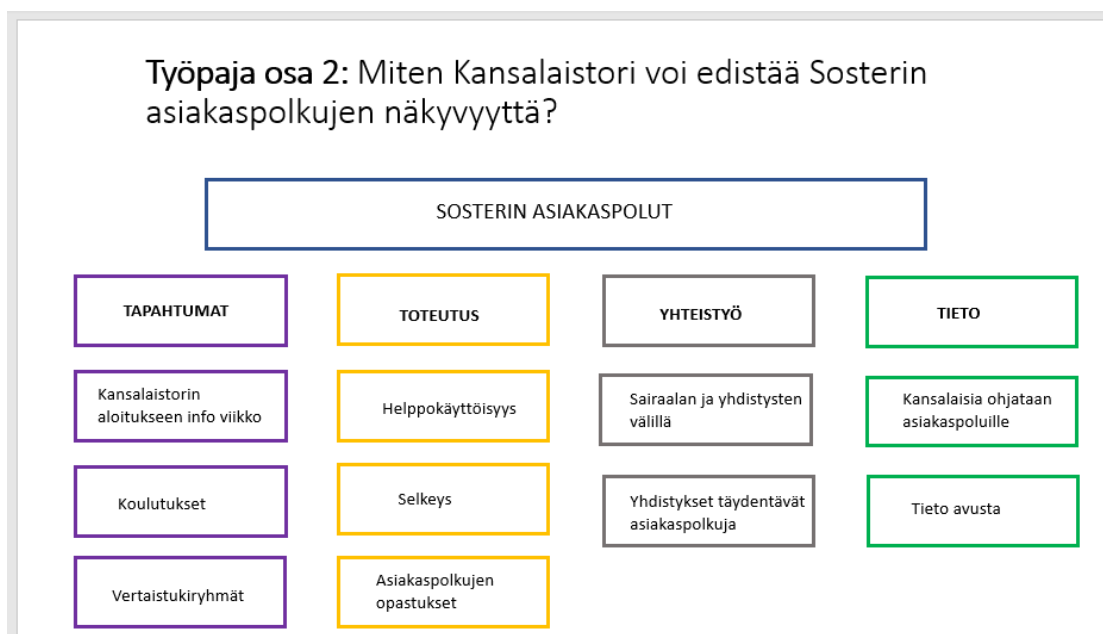 Työpaja osa 2: Miten Kansalaistori voi edistää Sosterin
asiakaspolkujen näkyvyyttä?
SOSTERIN ASIAKASPOLUT
TAPAHTUMAT
Kansalaistorin
aloitukseen info viikko
Koulutukset
Vertaistukiryhmät
TOTEUTUS
Helppokäyttöisyys
Selkeys
Asiakaspolkujen
opastukset
YHTEISTYÖ
Sairaalan ja yhdistysten
välillä
Yhdistykset täydentävät
asiakaspolkuja
TIETO
Kansalaisia ohjataan
asiakaspoluille
Tieto avusta